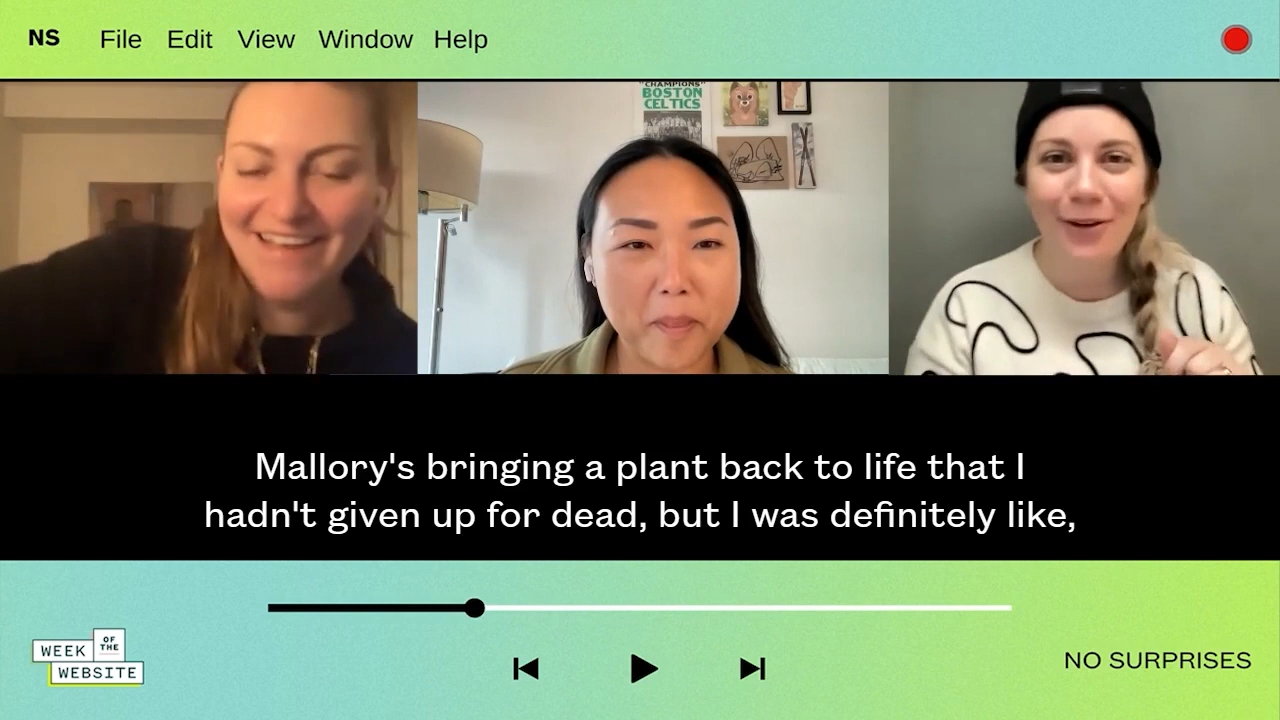 NS File Edit View Window Help
CHAMPIONS
BOSTON
CELTICS
Mallory's bringing a plant back to life that I
hadn't given up for dead, but I was definitely like,
WEEK OF THE
WEBSITE
NO SURPRISES